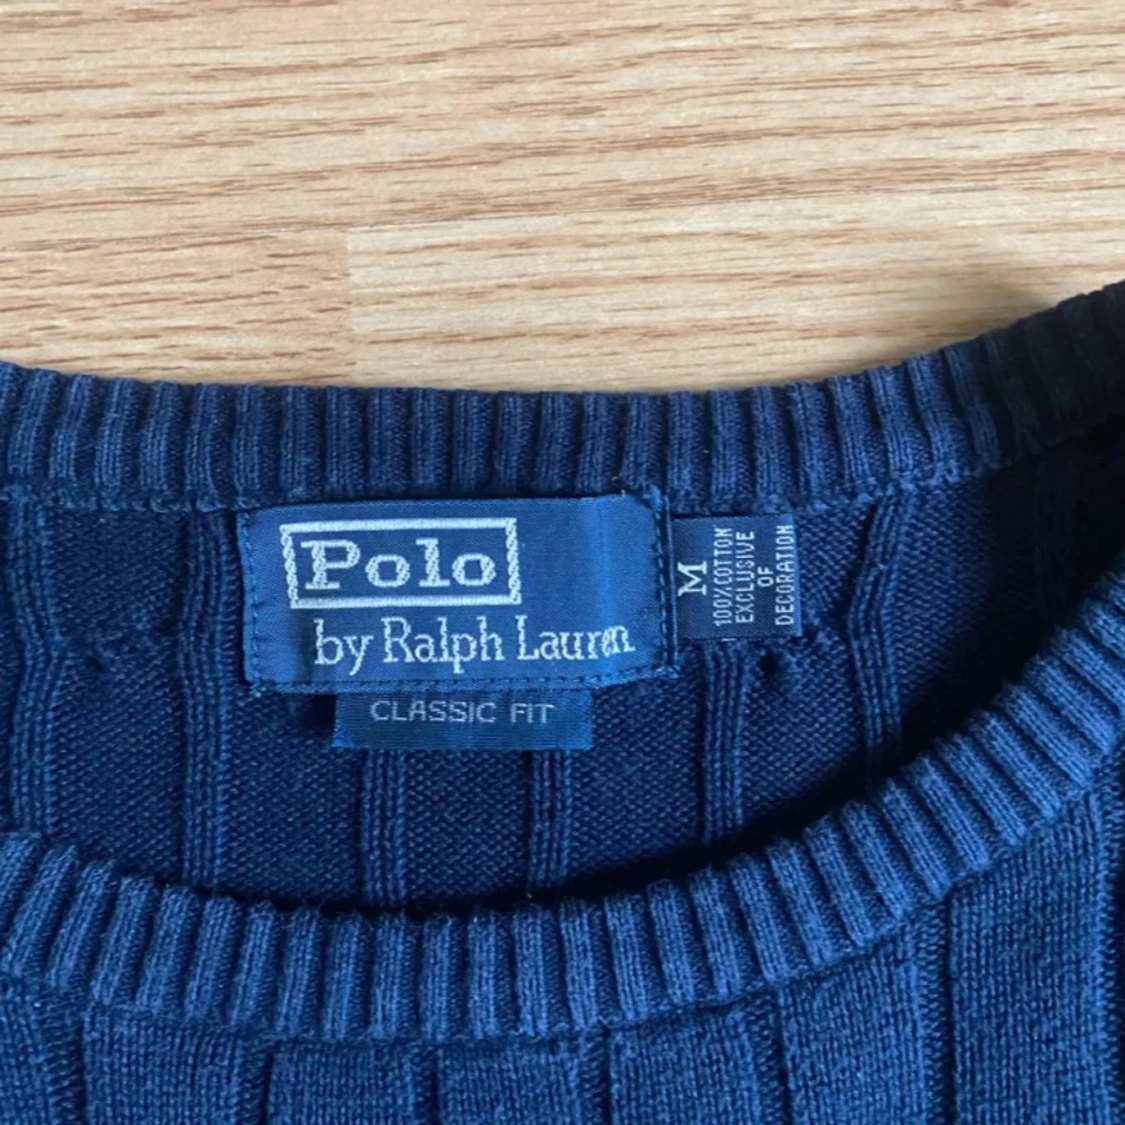 Polo
by Ralph Lauren
CLASSIC FIT
M
100%COTTON
EXCLUSIVE
OF
DECORATION